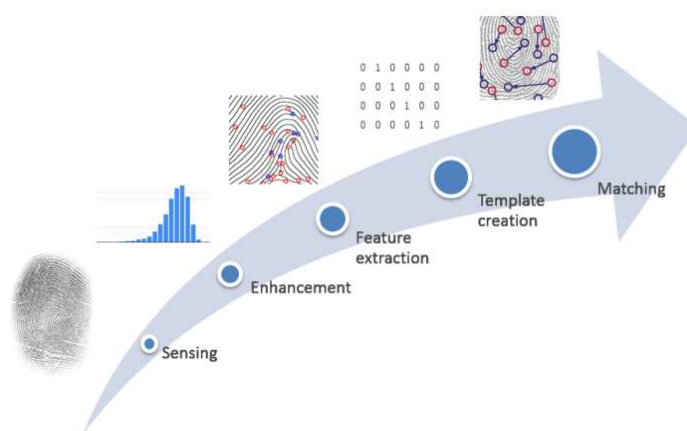 0 1 0 0 0 0
0 0 1 0 0 0
0 0 0 1 0 0
0 0 0 0 1 0
Matching
Template
creation
Feature
extraction
Enhancement
Sensing